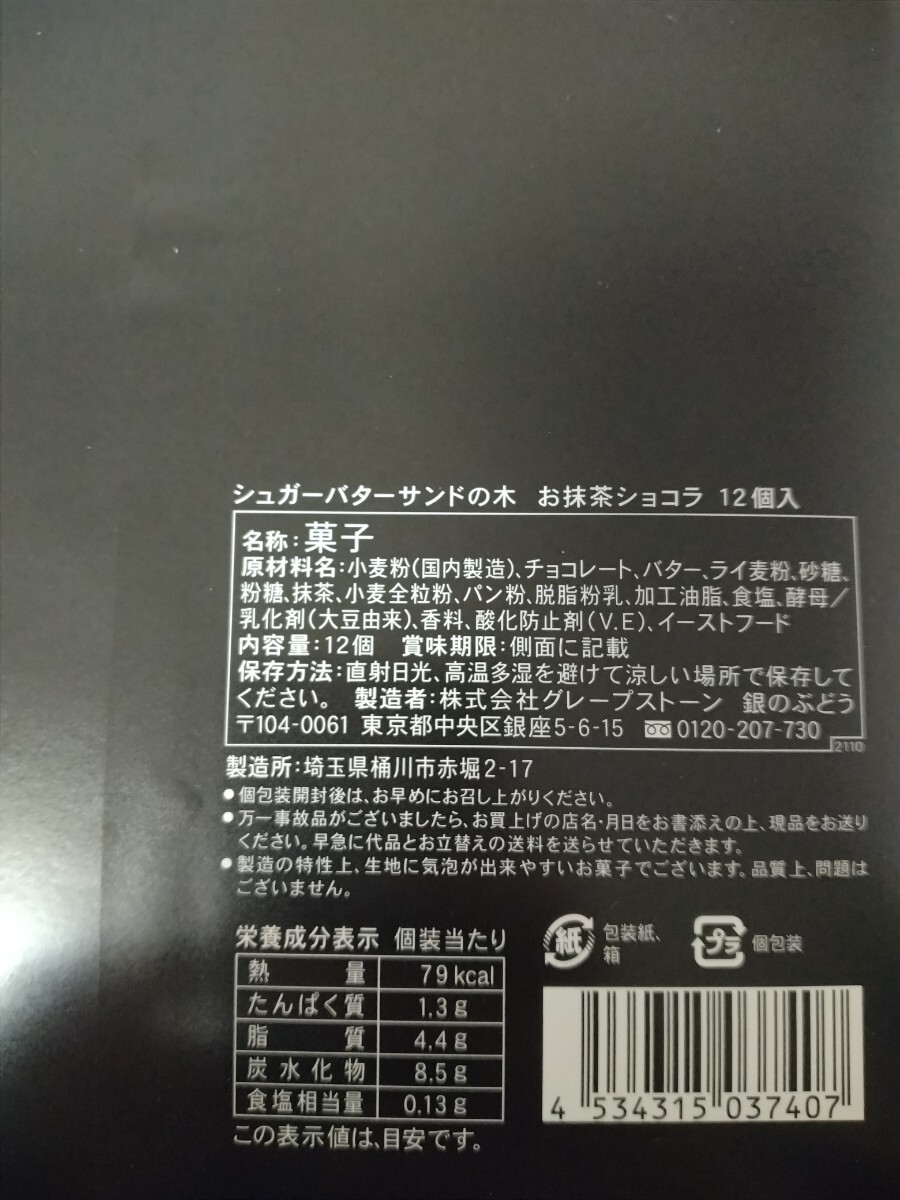 シュガーバターサンドの木 お抹茶ショコラ 12個入
名称:菓子
原材料名:小麦粉(国内製造)、チョコレート、バター、ライ麦粉、砂糖、
粉糖、抹茶、小麦全粒粉、パン粉、脱脂粉乳、加工油脂、食塩、酵母/
乳化剤(大豆由来)、香料、酸化防止剤(V.E)、イーストフード
内容量:12個 賞味期限:側面に記載
保存方法:直射日光、高温多湿を避けて涼しい場所で保存して
ください。 製造者:株式会社グレープストーン 銀のぶどう
〒104-0061 東京都中央区銀座5-6-15 0120-207-730
2110
製造所:埼玉県桶川市赤堀2-17
●個包装開封後は、お早めにお召し上がりください。
●万一事故品がございましたら、お買上げの店名・月日をお書添えの上、現品をお送り
ください。早急に代品とお立替えの送料を送らせていただきます。
●製造の特性上、生地に気泡が出来やすいお菓子でございます。品質上、問題は
ございません。
栄養成分表示 個装当たり
熱量 79kcal
たんぱく質 1.3g
脂質 4.4g
炭水化物 8.5g
食塩相当量 0.13g
この表示値は、目安です。
紙 包装紙、
箱
プラ 個包装
4 534315 037407